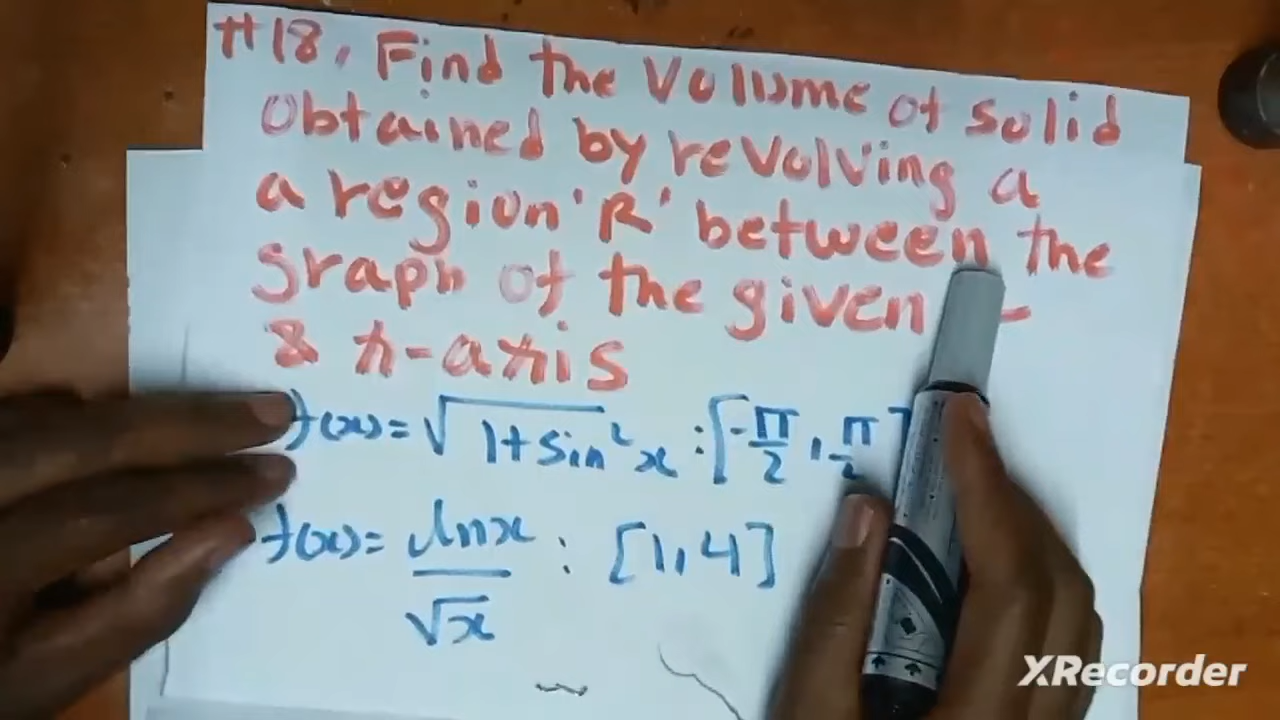 #18, Find the Volume of solid
obtained by revolving a
a region 'R' between the
graph of the given
& x-axis
f(x) = √1+sin²x : [-π/2, π/2]
f(x) = lnx/√x : [1,4]
XRecorder